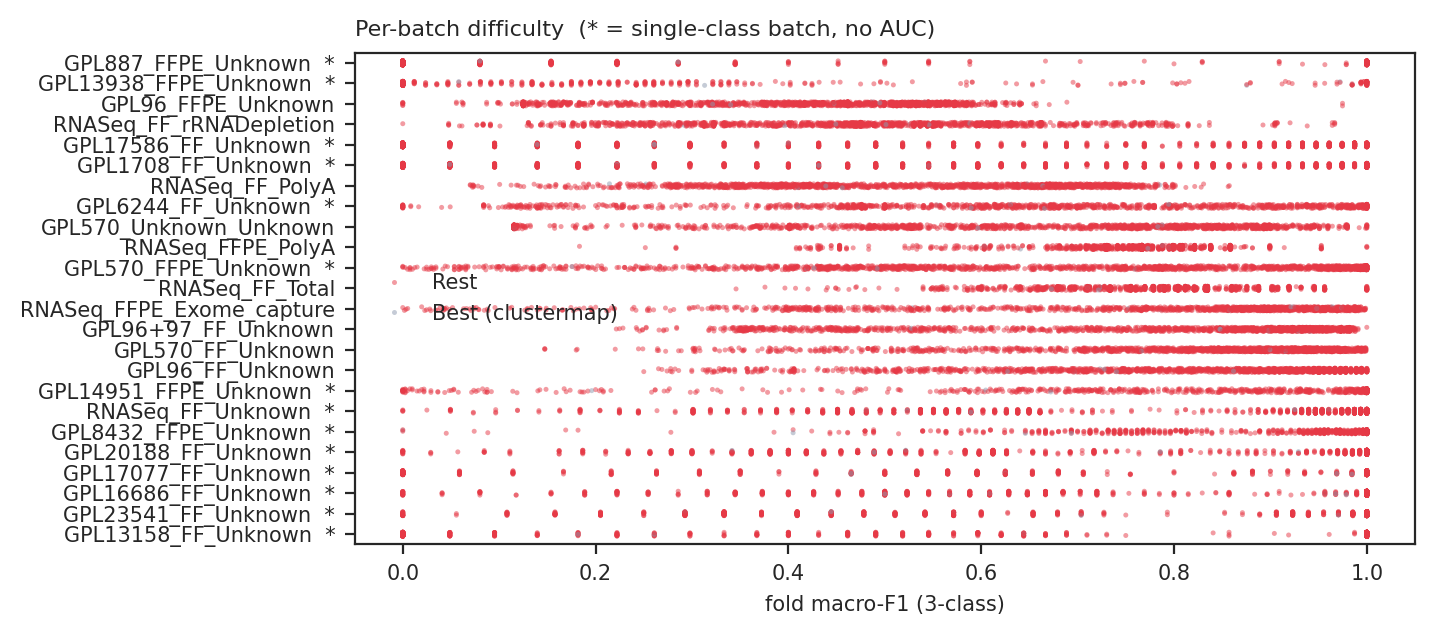 Per-batch difficulty  (* = single-class batch, no AUC)
GPL887_FFPE_Unknown  *
GPL13938_FFPE_Unknown  *
GPL96_FFPE_Unknown
RNASeq_FF_rRNADepletion
GPL17586_FF_Unknown  *
GPL1708_FF_Unknown  *
RNASeq_FF_PolyA
GPL6244_FF_Unknown  *
GPL570_Unknown_Unknown
RNASeq_FFPE_PolyA
GPL570_FFPE_Unknown  *
RNASeq_FF_Total
Rest
RNASeq_FFPE_Exome_capture
Best (clustermap)
GPL96+97_FF_Unknown
GPL570_FF_Unknown
GPL96_FF_Unknown
GPL14951_FFPE_Unknown  *
RNASeq_FF_Unknown  *
GPL8432_FFPE_Unknown  *
GPL20188_FF_Unknown  *
GPL17077_FF_Unknown  *
GPL16686_FF_Unknown  *
GPL23541_FF_Unknown  *
GPL13158_FF_Unknown  *
0.0 0.2 0.4 0.6 0.8 1.0
fold macro-F1 (3-class)